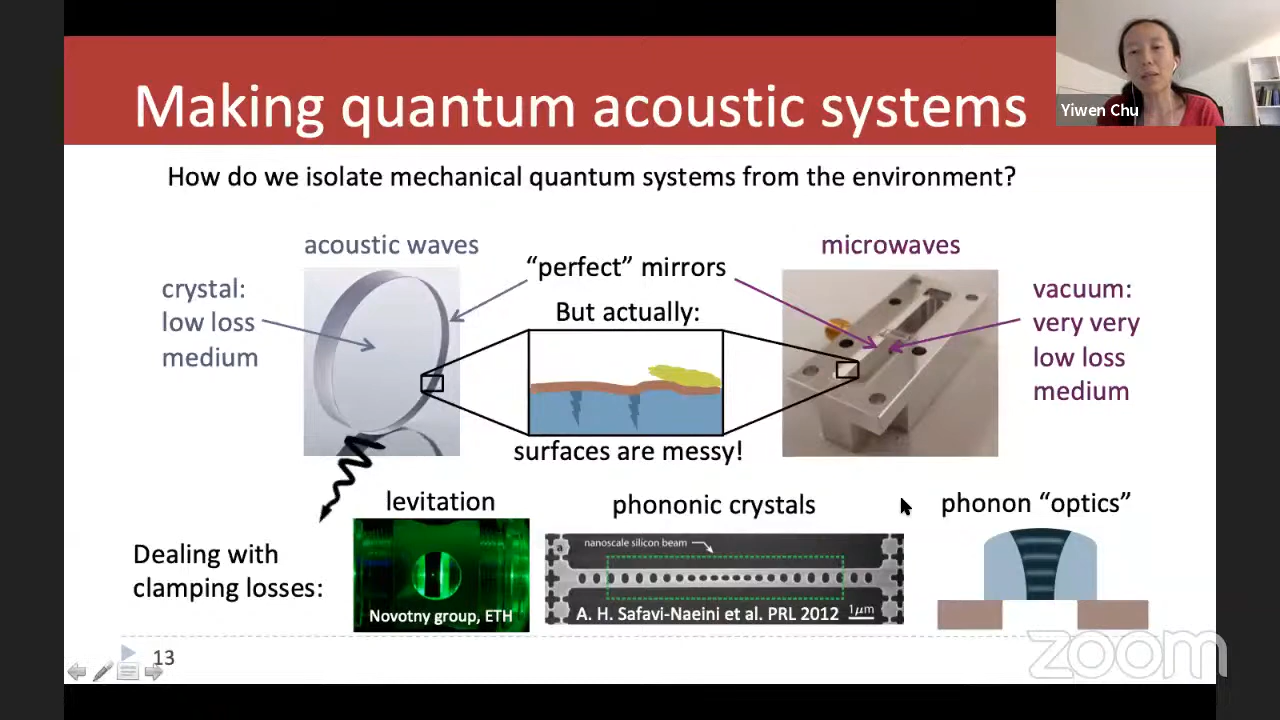 Making quantum acoustic systems
Yiwen Chu
How do we isolate mechanical quantum systems from the environment?
acoustic waves
microwaves
“perfect” mirrors
crystal:
low loss
medium
But actually:
vacuum:
very very
low loss
medium
surfaces are messy!
levitation
phononic crystals
phonon “optics”
Dealing with
clamping losses:
nanoscale silicon beam
Novotny group, ETH
A. H. Safavi-Naeini et al. PRL 2012
1μm
13
zoom